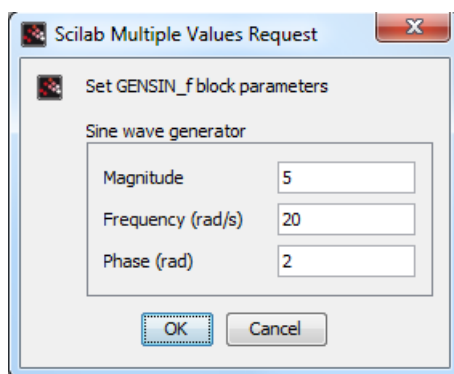 Scilab Multiple Values Request
Set GENSIN_f block parameters
Sine wave generator
Magnitude 5
Frequency (rad/s) 20
Phase (rad) 2
OK Cancel